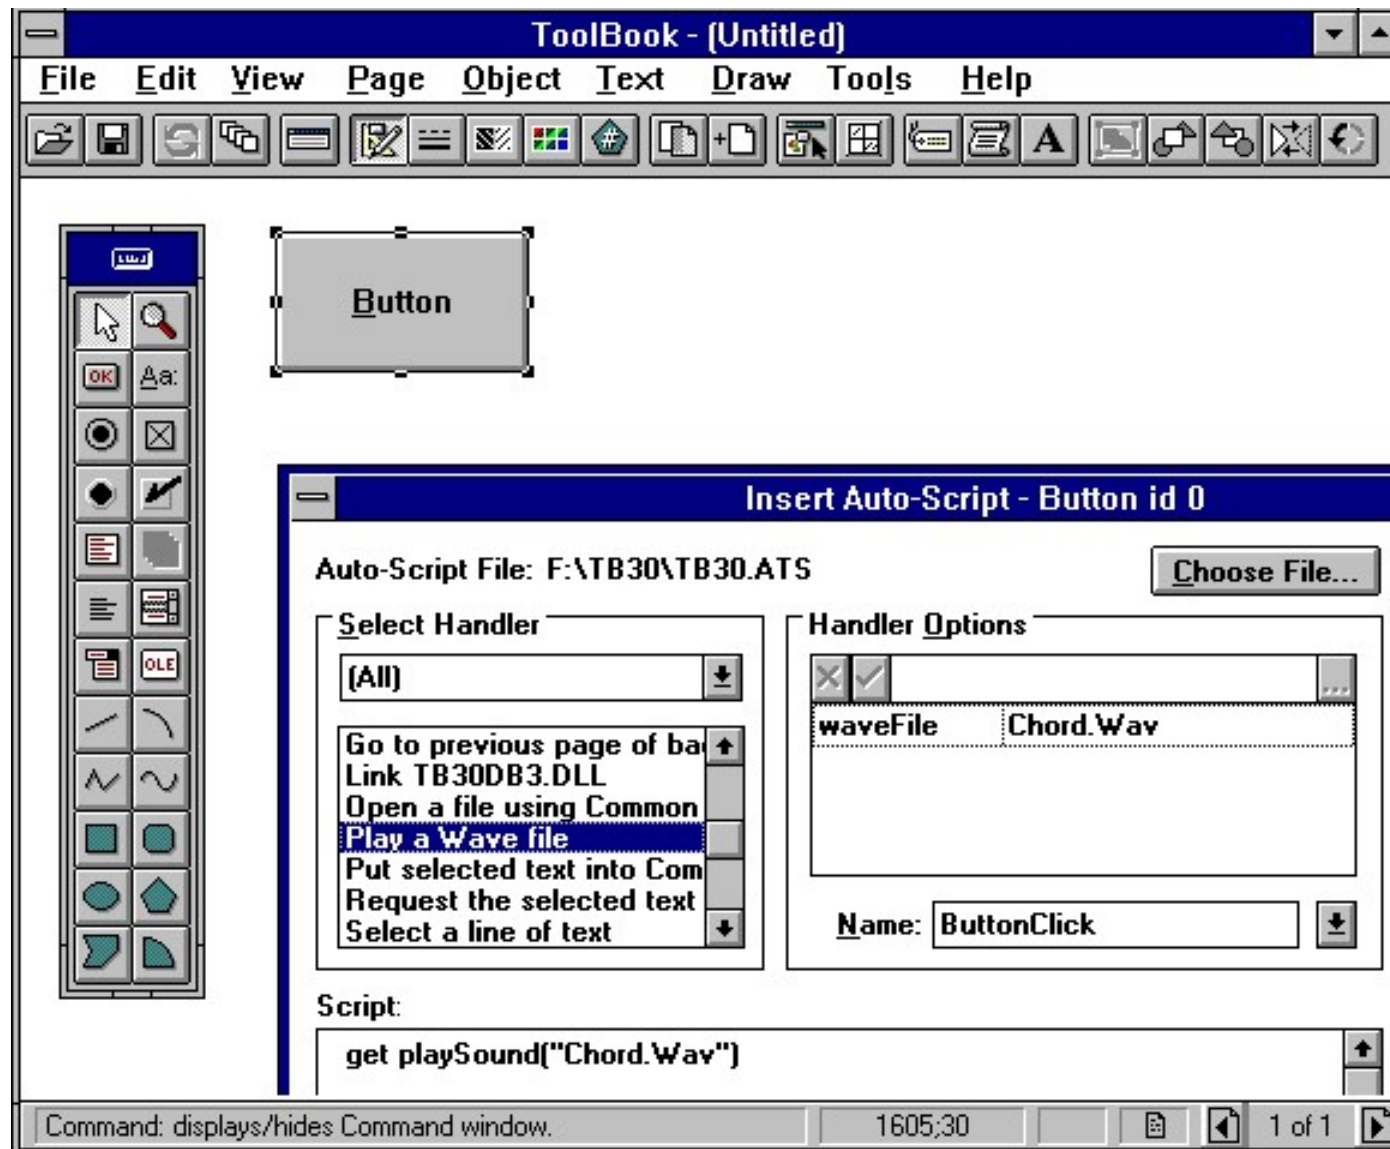 ToolBook - (Untitled)
File Edit View Page Object Text Draw Tools Help
# + A
Button
OK Aa:
OLE
Insert Auto-Script - Button id 0
Auto-Script File: F:\TB30\TB30.ATS
Choose File...
Select Handler
(All)
Go to previous page of bac
Link TB30DB3.DLL
Open a file using Common
Play a Wave file
Put selected text into Com
Request the selected text
Select a line of text
Handler Options
...
waveFile Chord.Wav
Name: ButtonClick
Script:
get playSound("Chord.Wav")
Command: displays/hides Command window. 1605;30 1 of 1